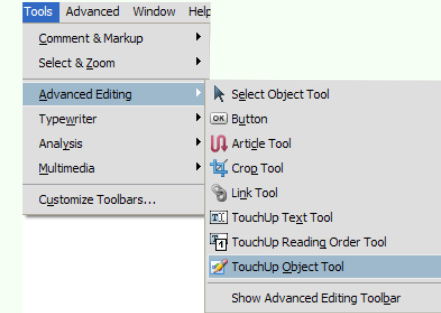 Tools Advanced Window Help
Comment & Markup
Select & Zoom
Advanced Editing
Typewriter
Analysis
Multimedia
Customize Toolbars...
Select Object Tool
OK Button
Article Tool
Crop Tool
Link Tool
TouchUp Text Tool
TouchUp Reading Order Tool
TouchUp Object Tool
Show Advanced Editing Toolbar